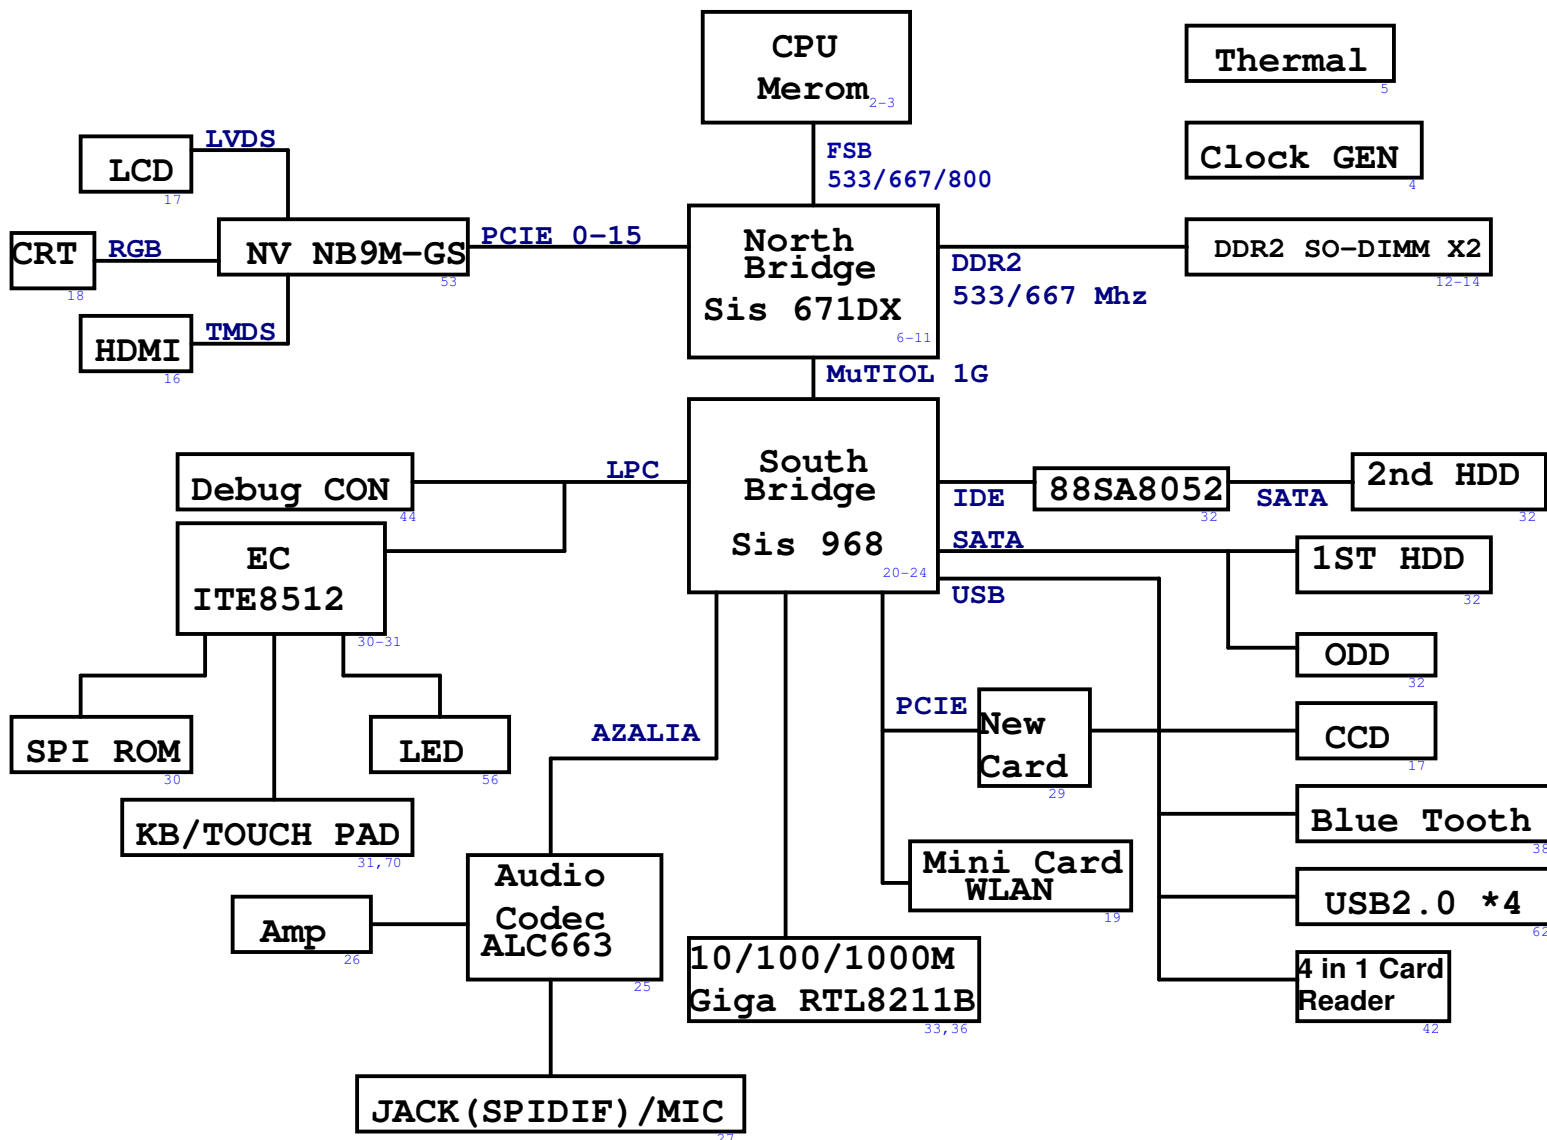 CPU
Merom
2-3
Thermal
5
Clock GEN
4
FSB
533/667/800
LVDS
LCD
17
CRT
18
RGB
NV NB9M-GS
53
PCIE 0-15
North
Bridge
Sis 671DX
6-11
DDR2
533/667 Mhz
DDR2 SO-DIMM X2
12-14
TMDS
HDMI
16
MuTIOL 1G
South
Bridge
Sis 968
20-24
LPC
Debug CON
44
EC
ITE8512
30-31
IDE
88SA8052
32
SATA
2nd HDD
32
SATA
1ST HDD
32
USB
ODD
32
SPI ROM
30
LED
56
KB/TOUCH PAD
31,70
AZALIA
PCIE
New
Card
29
CCD
17
Blue Tooth
38
Mini Card
WLAN
19
USB2.0 *4
62
Audio
Codec
ALC663
25
Amp
26
10/100/1000M
Giga RTL8211B
33,36
4 in 1 Card
Reader
42
JACK(SPIDIF)/MIC
27